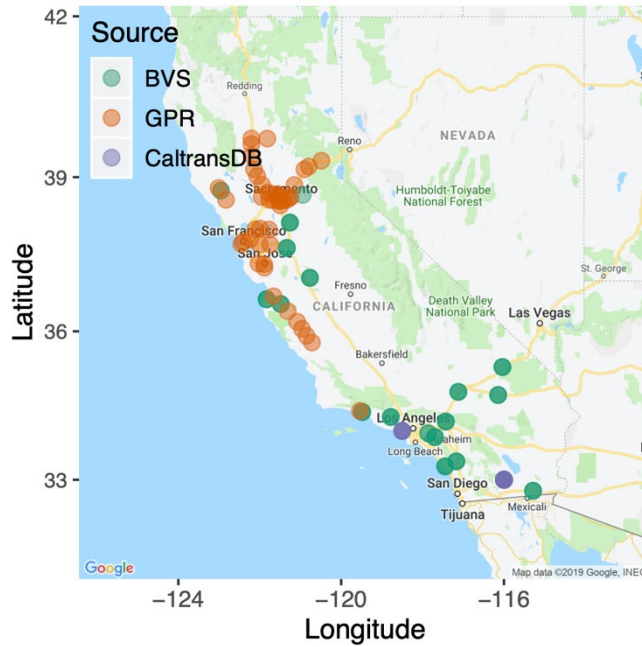 42
Source
BVS
GPR
CaltransDB
Redding
Reno
NEVADA
39
Sacramento
Humboldt-Toiyabe
National Forest
San Francisco
San Jose
St. George
Fresno
CALIFORNIA
Death Valley
National Park
Las Vegas
36
Bakersfield
Los Angeles
Long Beach
Anaheim
33
San Diego
Mexicali
Tijuana
Google
Map data ©2019 Google, INEG
−124
−120
−116
Longitude
Latitude